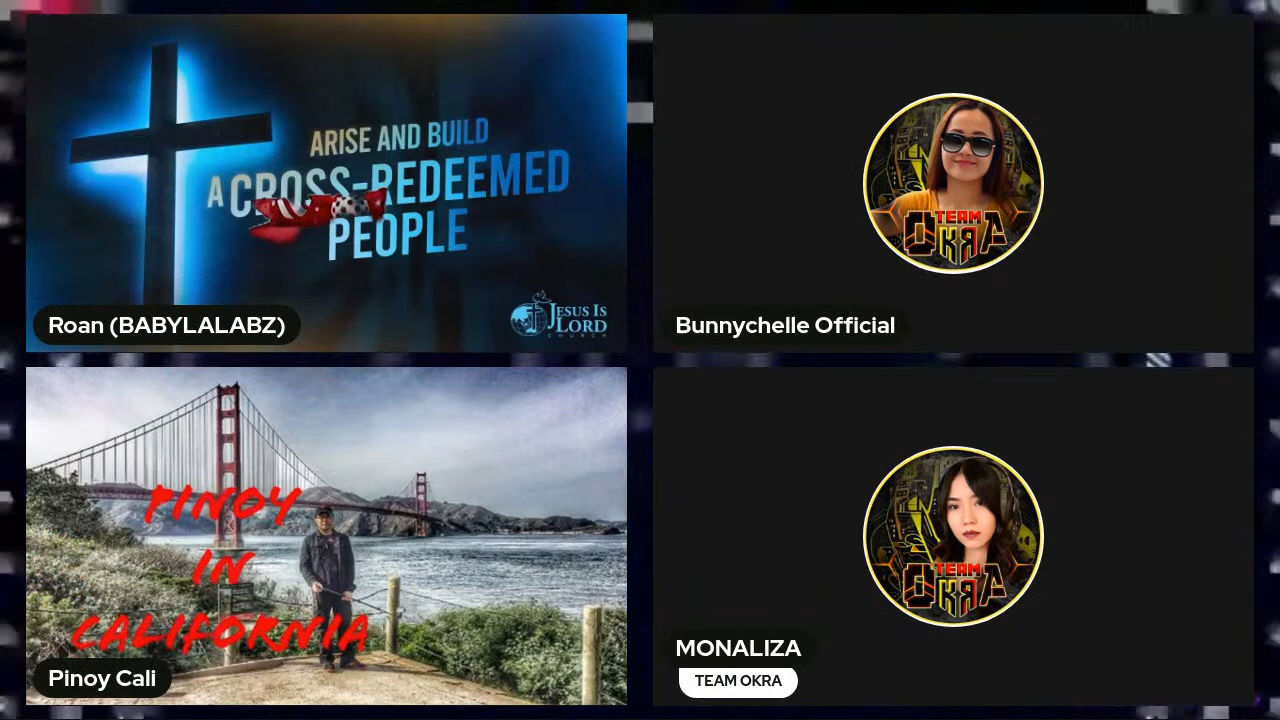 ARISE AND BUILD
A CROSS-REDEEMED
PEOPLE
JESUS IS
LORD
CHURCH
Roan (BABYLALABZ)
TEAM
OKRA
Bunnychelle Official
PINOY
IN
CALIFORNIA
Pinoy Cali
TEAM
OKRA
MONALIZA
TEAM OKRA